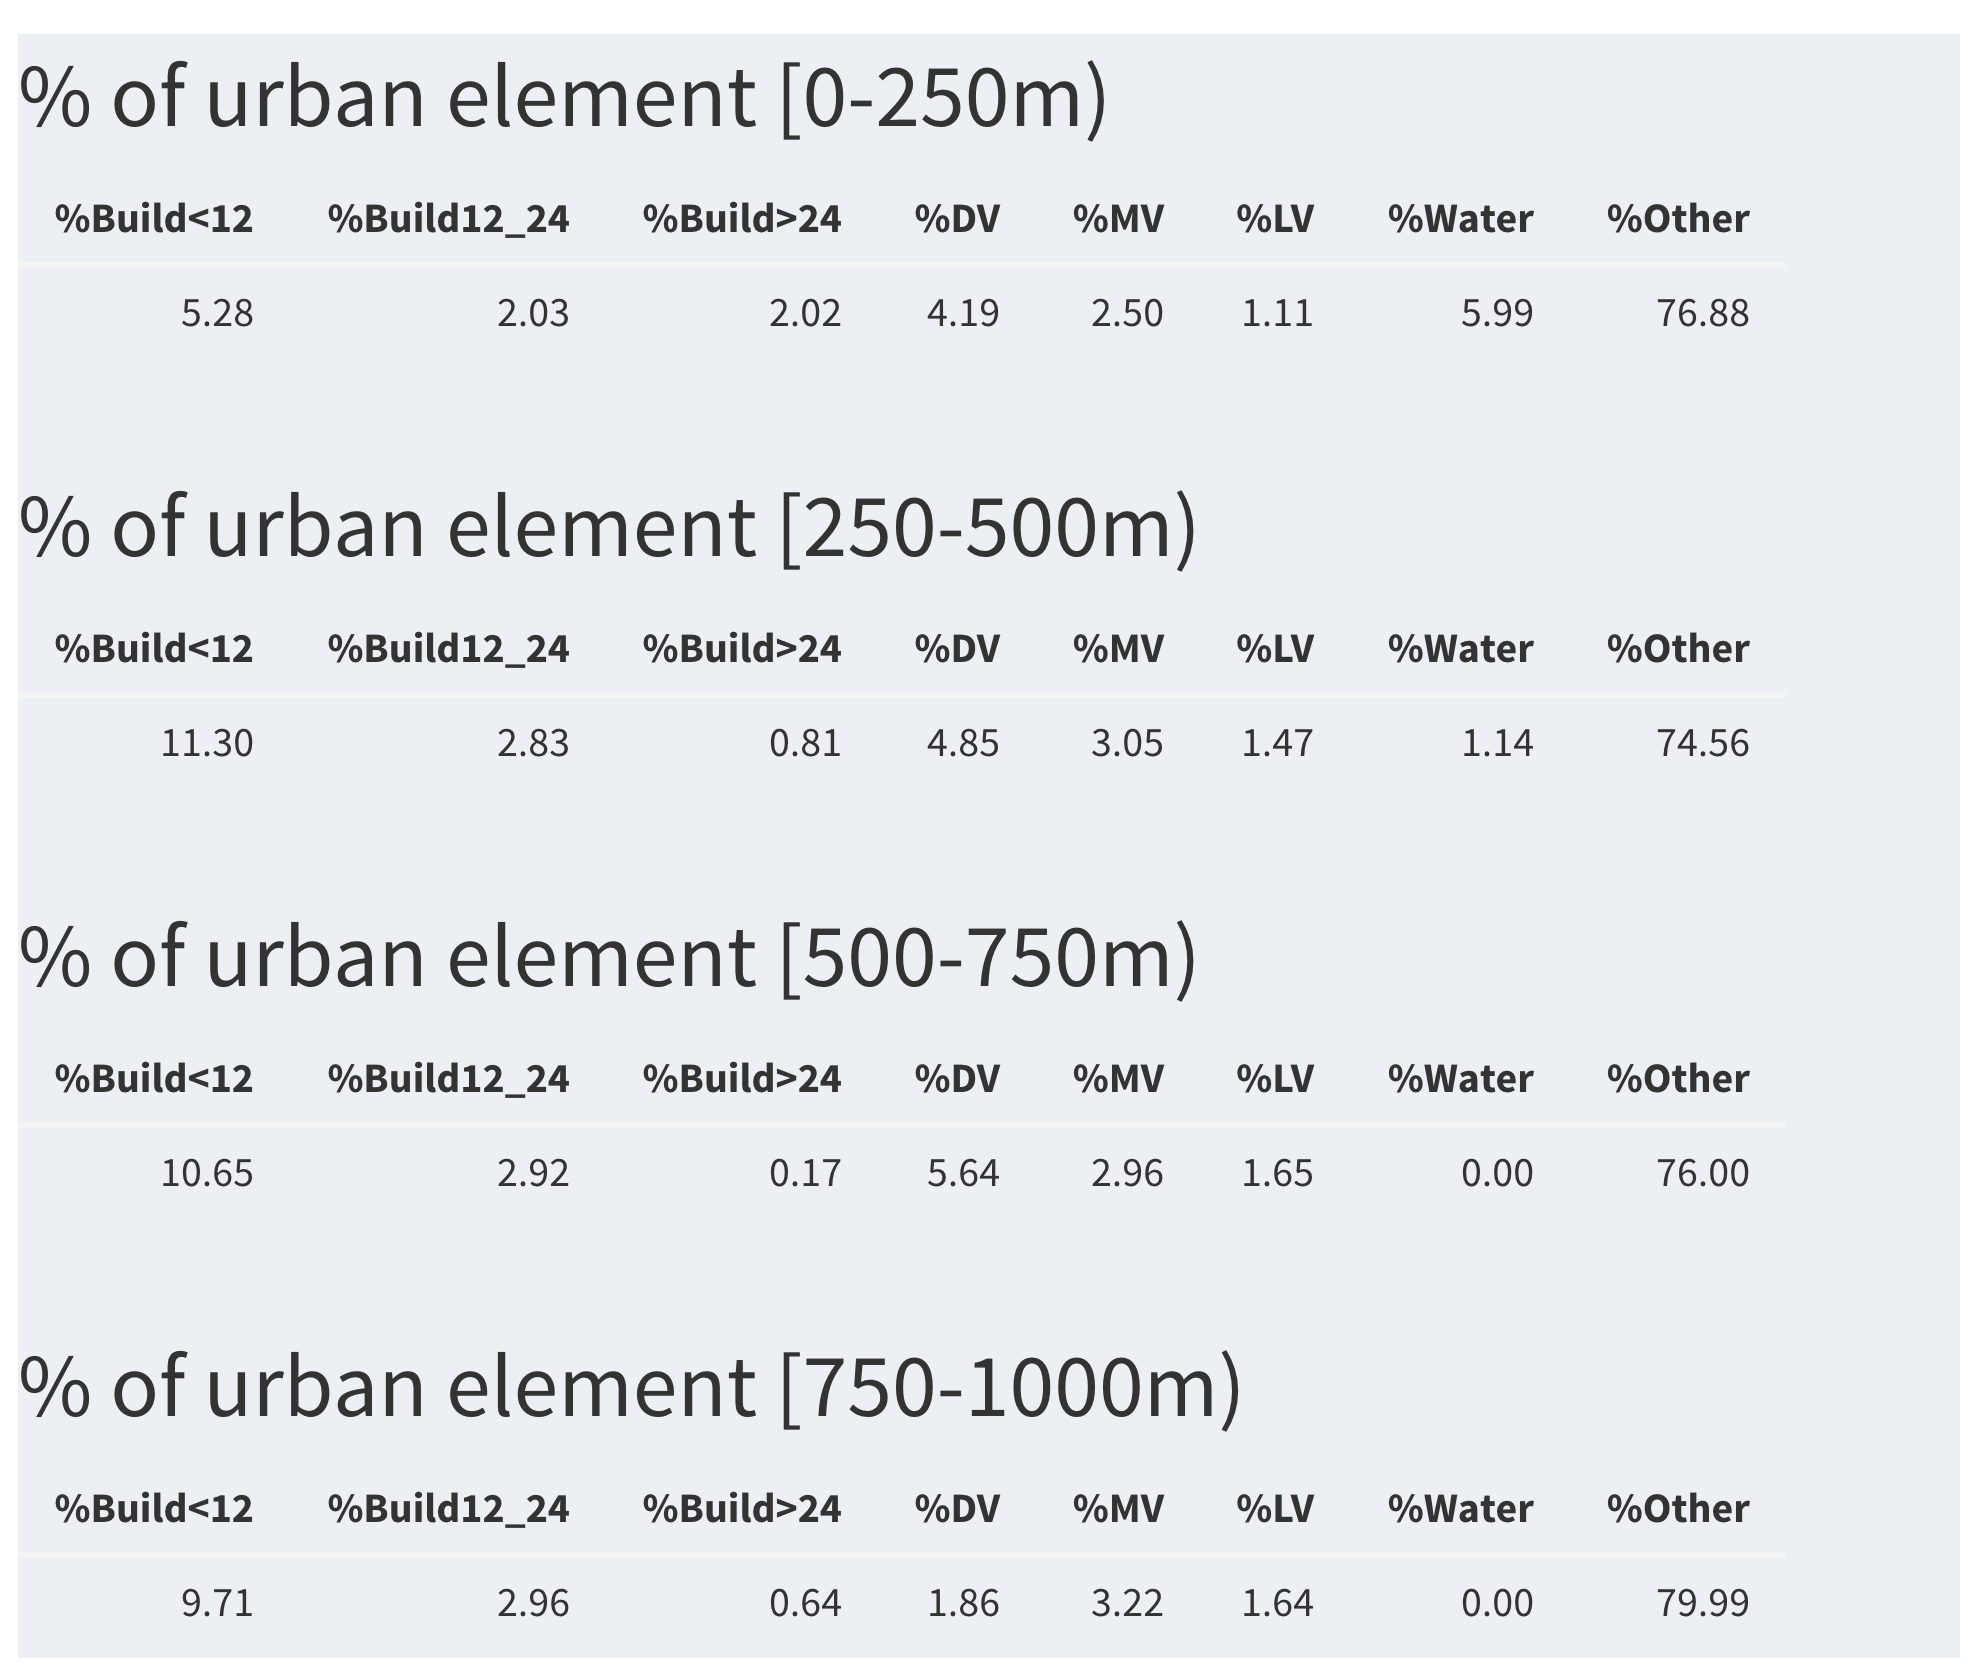 % of urban element [0-250m)
%Build<12 %Build12_24 %Build>24 %DV %MV %LV %Water %Other
5.28 2.03 2.02 4.19 2.50 1.11 5.99 76.88
% of urban element [250-500m)
%Build<12 %Build12_24 %Build>24 %DV %MV %LV %Water %Other
11.30 2.83 0.81 4.85 3.05 1.47 1.14 74.56
% of urban element [500-750m)
%Build<12 %Build12_24 %Build>24 %DV %MV %LV %Water %Other
10.65 2.92 0.17 5.64 2.96 1.65 0.00 76.00
% of urban element [750-1000m)
%Build<12 %Build12_24 %Build>24 %DV %MV %LV %Water %Other
9.71 2.96 0.64 1.86 3.22 1.64 0.00 79.99